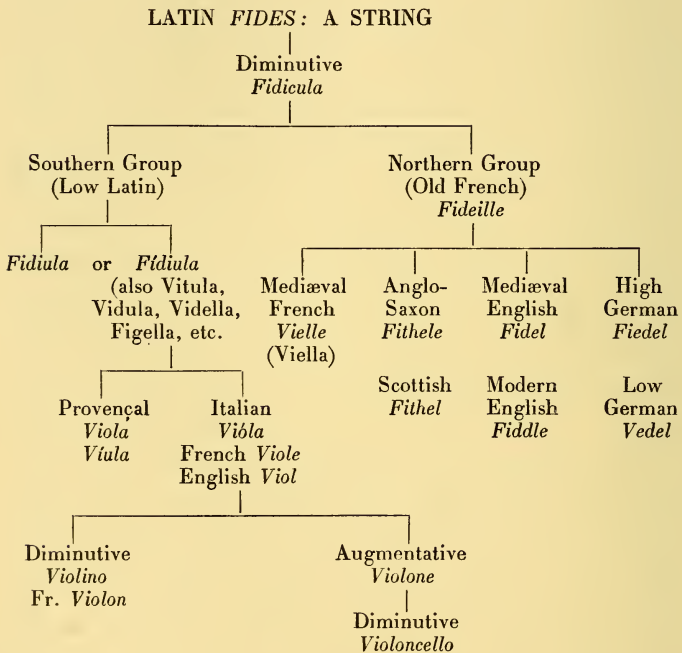 LATIN FIDES: A STRING
Diminutive
Fidicula
Southern Group
(Low Latin)
Northern Group
(Old French)
Fideille
Fidiula or Fídiula
(also Vitula,
Vidula, Vidella,
Figella, etc.
Mediæval
French
Vielle
(Viella)
Anglo-
Saxon
Fithele
Scottish
Fithel
Mediæval
English
Fidel
Modern
English
Fiddle
High
German
Fiedel
Low
German
Vedel
Provençal
Viola
Víula
Italian
Vióla
French Viole
English Viol
Diminutive
Violino
Fr. Violon
Augmentative
Violone
Diminutive
Violoncello